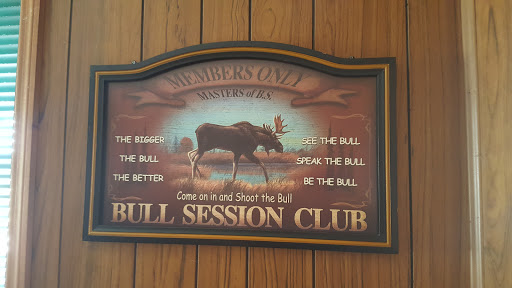 MEMBERS ONLY
MASTERS of B.S.
THE BIGGER
THE BULL
THE BETTER
SEE THE BULL
SPEAK THE BULL
BE THE BULL
Come on in and Shoot the Bull
BULL SESSION CLUB